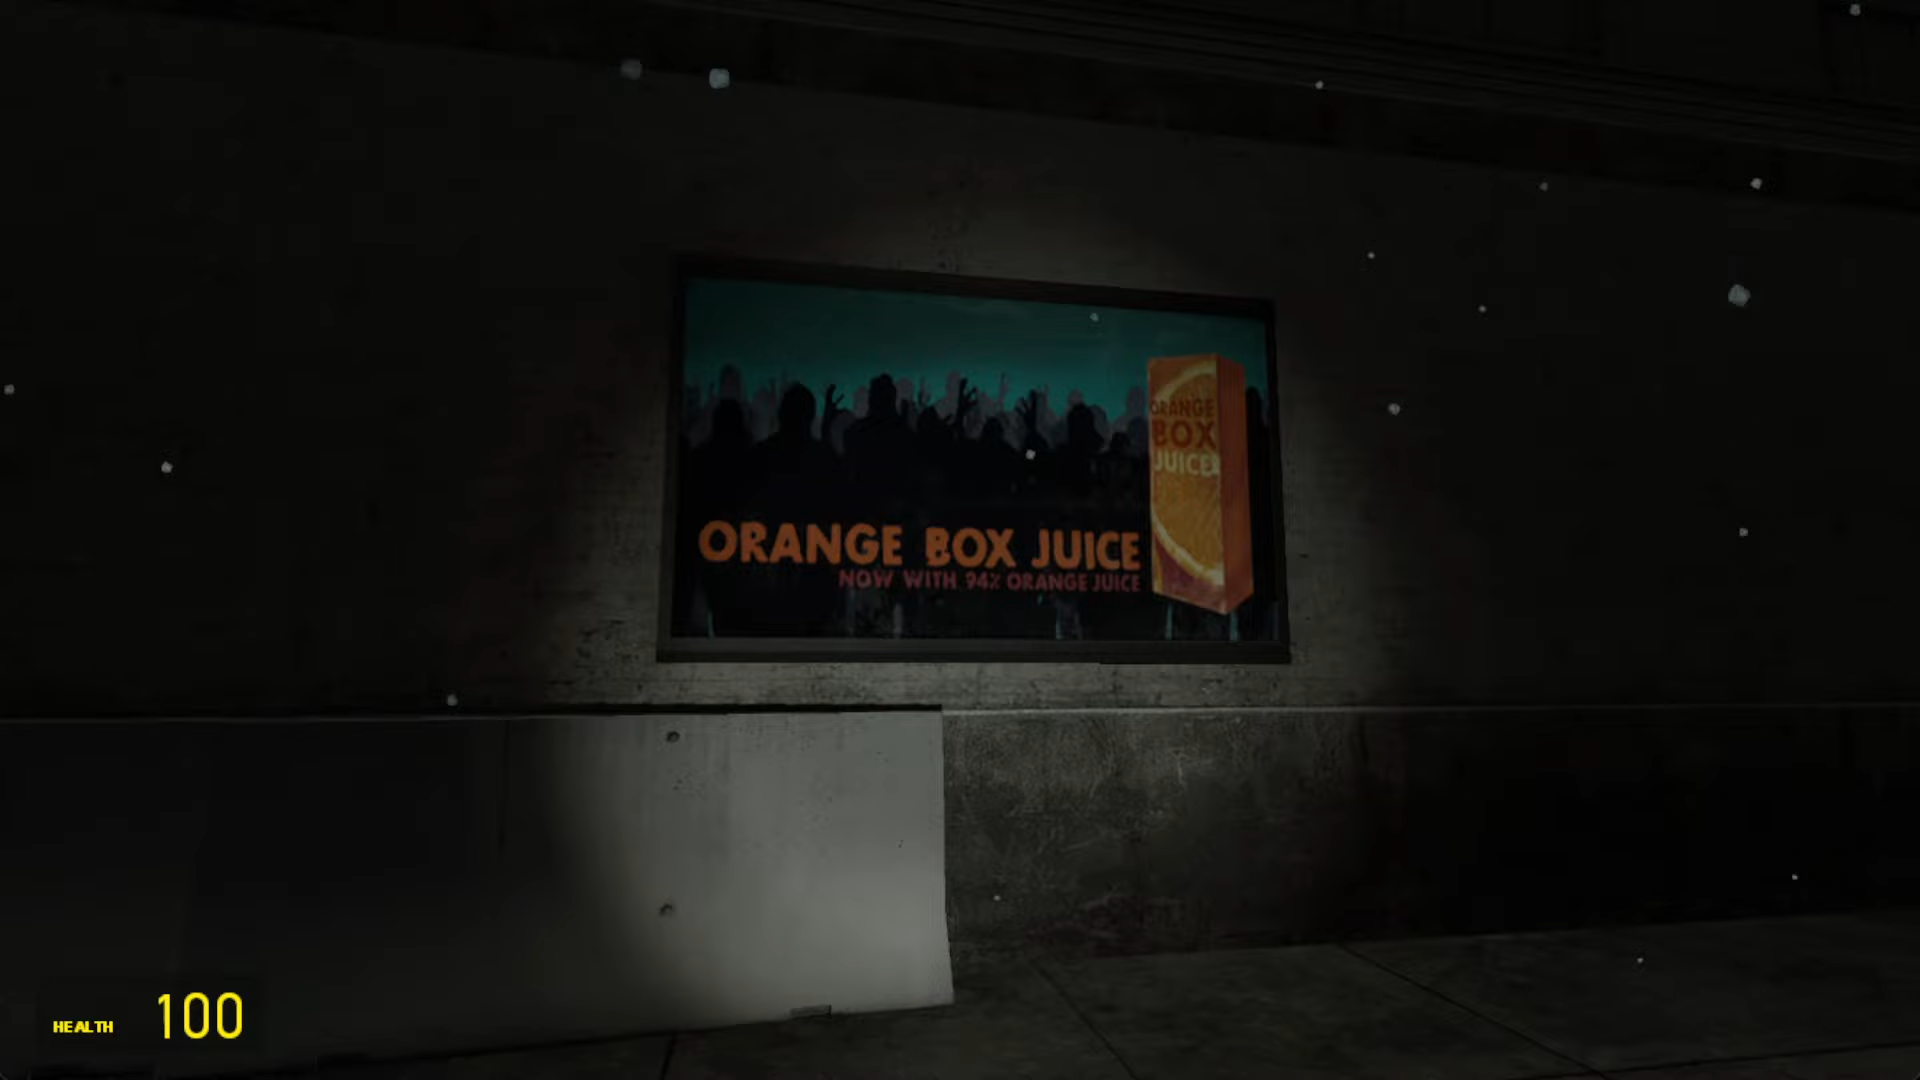 ORANGE
BOX
JUICE
ORANGE BOX JUICE
NOW WITH 94% ORANGE JUICE
HEALTH 100